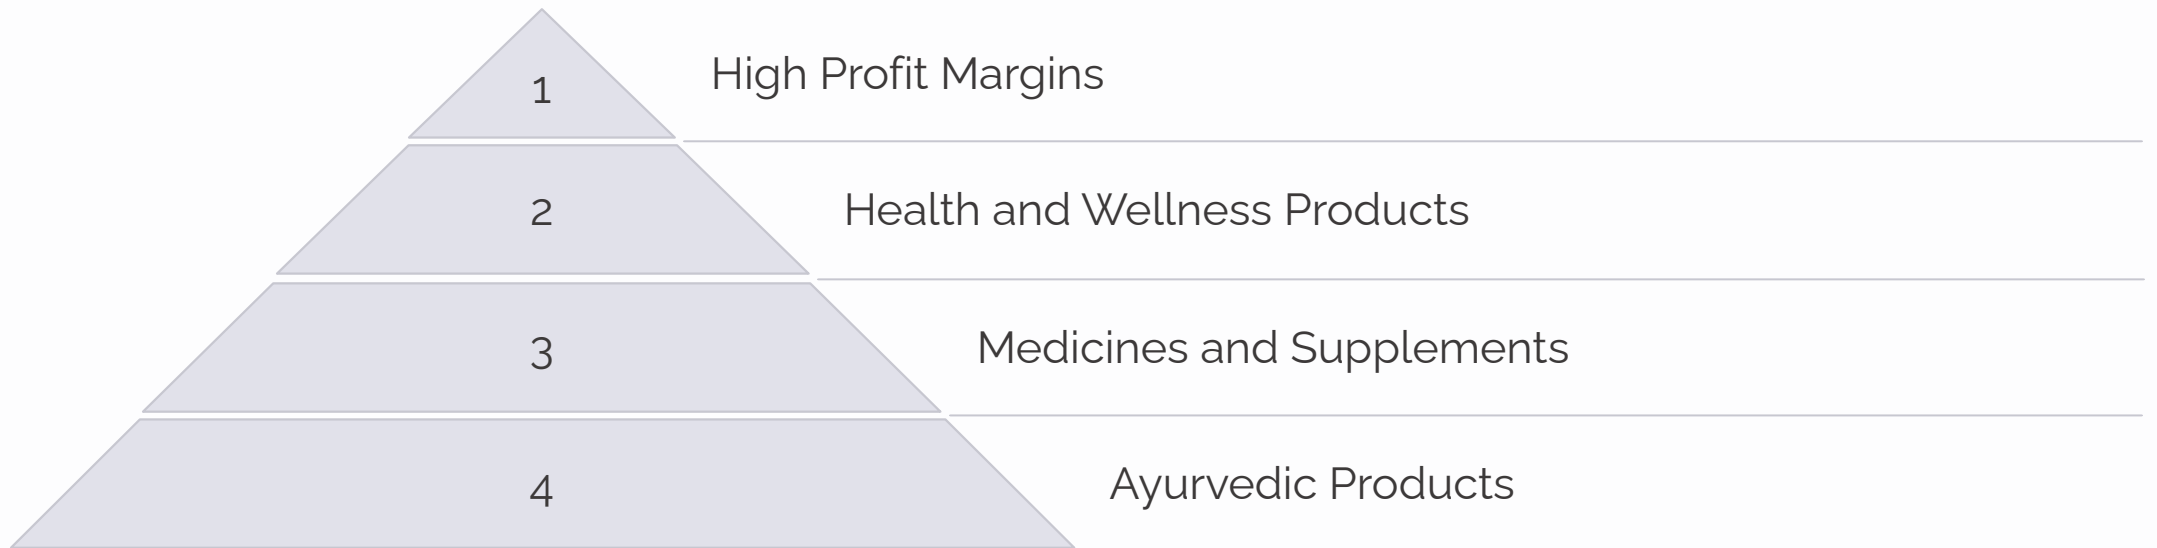 1
High Profit Margins
2
Health and Wellness Products
3
Medicines and Supplements
4
Ayurvedic Products